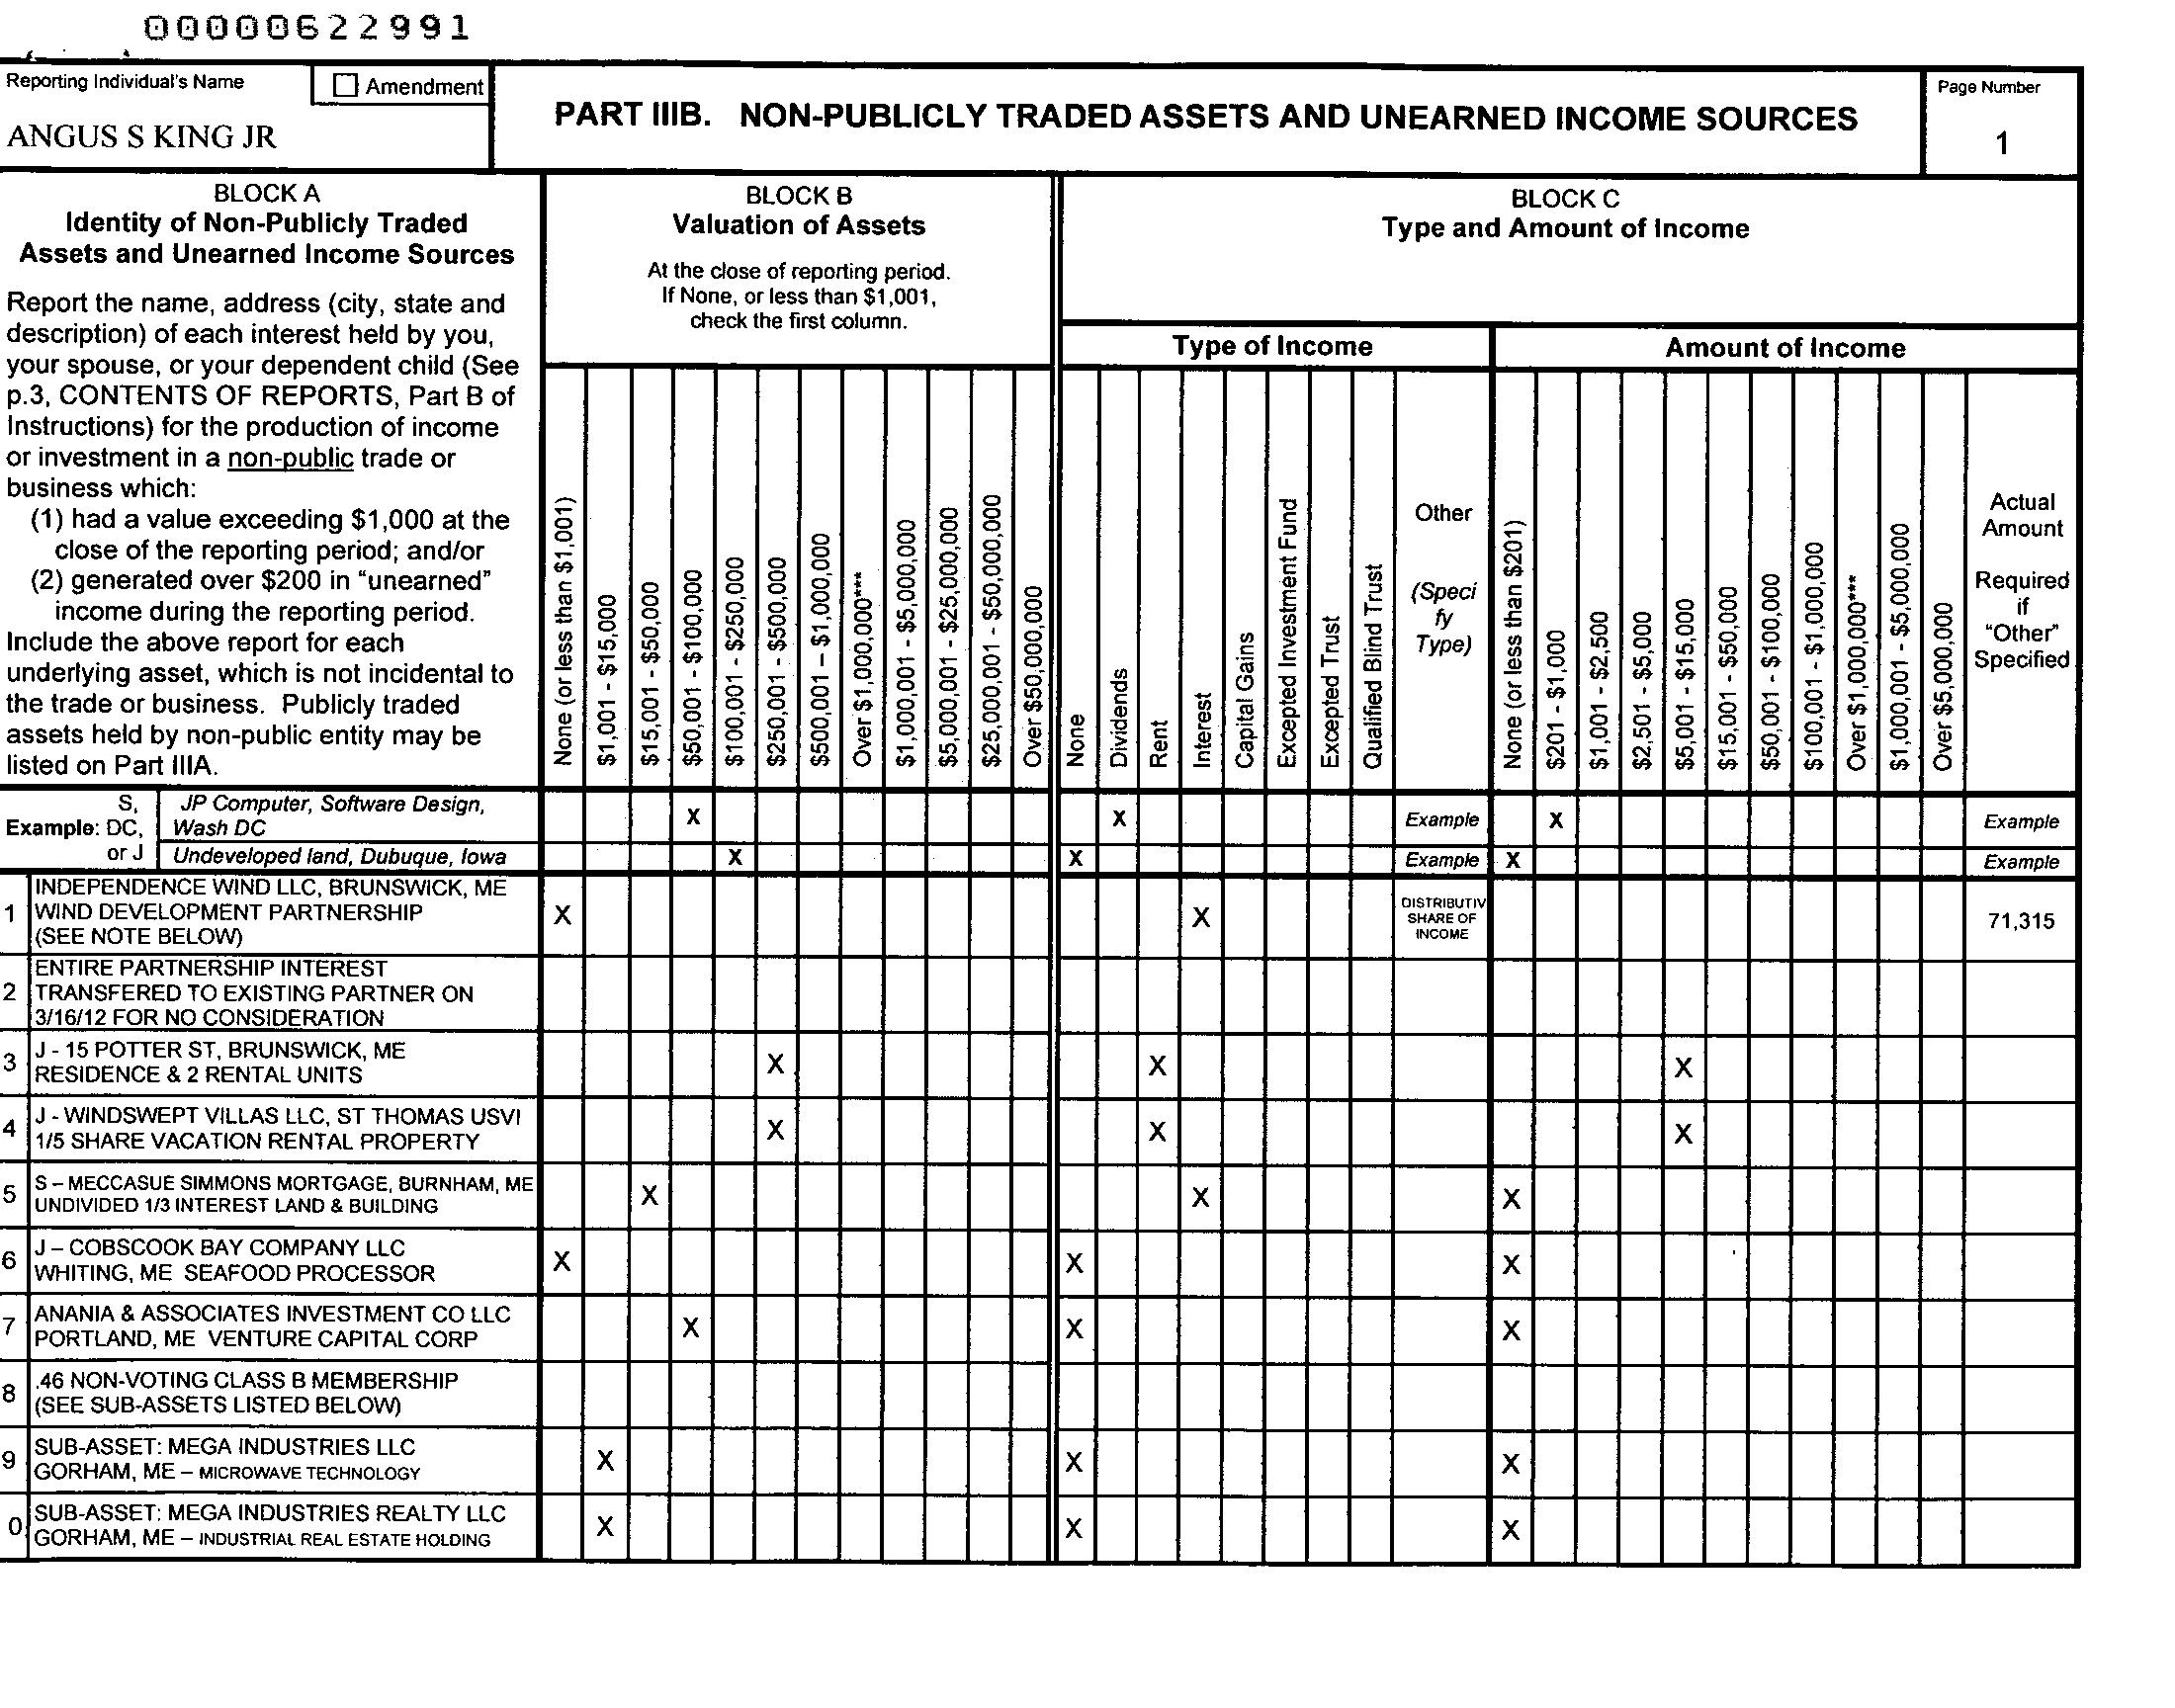 00000622991
Reporting Individual's Name
Amendment
ANGUS S KING JR
PART IIIB. NON-PUBLICLY TRADED ASSETS AND UNEARNED INCOME SOURCES
Page Number
1
BLOCK A
Identity of Non-Publicly Traded
Assets and Unearned Income Sources
Report the name, address (city, state and
description) of each interest held by you,
your spouse, or your dependent child (See
p.3, CONTENTS OF REPORTS, Part B of
Instructions) for the production of income
or investment in a non-public trade or
business which:
(1) had a value exceeding $1,000 at the
close of the reporting period; and/or
(2) generated over $200 in "unearned"
income during the reporting period.
Include the above report for each
underlying asset, which is not incidental to
the trade or business. Publicly traded
assets held by non-public entity may be
listed on Part IIIA.
BLOCK B
Valuation of Assets
At the close of reporting period.
If None, or less than $1,001,
check the first column.
None (or less than $1,001)
$1,001 - $15,000
$15,001 - $50,000
$50,001 - $100,000
$100,001 - $250,000
$250,001 - $500,000
$500,001 – $1,000,000
Over $1,000,000***
$1,000,001 - $5,000,000
$5,000,001 - $25,000,000
$25,000,001 - $50,000,000
Over $50,000,000
BLOCK C
Type and Amount of Income
Type of Income
None
Dividends
Rent
Interest
Capital Gains
Excepted Investment Fund
Excepted Trust
Qualified Blind Trust
Other
(Speci
fy
Type)
Amount of Income
None (or less than $201)
$201 - $1,000
$1,001 - $2,500
$2,501 - $5,000
$5,001 - $15,000
$15,001 - $50,000
$50,001 - $100,000
$100,001 - $1,000,000
Over $1,000,000***
$1,000,001 - $5,000,000
Over $5,000,000
Actual
Amount
Required
if
"Other"
Specified
S,
Example: DC,
or J
JP Computer, Software Design,
Wash DC
X X Example X Example
Undeveloped land, Dubuque, Iowa X X Example X Example
1
INDEPENDENCE WIND LLC, BRUNSWICK, ME
WIND DEVELOPMENT PARTNERSHIP
(SEE NOTE BELOW)
X X
DISTRIBUTIV
SHARE OF
INCOME
71,315
2
ENTIRE PARTNERSHIP INTEREST
TRANSFERED TO EXISTING PARTNER ON
3/16/12 FOR NO CONSIDERATION
3
J - 15 POTTER ST, BRUNSWICK, ME
RESIDENCE & 2 RENTAL UNITS
X X X
4
J - WINDSWEPT VILLAS LLC, ST THOMAS USVI
1/5 SHARE VACATION RENTAL PROPERTY
X X X
5
S – MECCASUE SIMMONS MORTGAGE, BURNHAM, ME
UNDIVIDED 1/3 INTEREST LAND & BUILDING
X X X
6
J – COBSCOOK BAY COMPANY LLC
WHITING, ME SEAFOOD PROCESSOR
X X X
7
ANANIA & ASSOCIATES INVESTMENT CO LLC
PORTLAND, ME VENTURE CAPITAL CORP
X X X
8
.46 NON-VOTING CLASS B MEMBERSHIP
(SEE SUB-ASSETS LISTED BELOW)
9
SUB-ASSET: MEGA INDUSTRIES LLC
GORHAM, ME – MICROWAVE TECHNOLOGY
X X X
0
SUB-ASSET: MEGA INDUSTRIES REALTY LLC
GORHAM, ME – INDUSTRIAL REAL ESTATE HOLDING
X X X